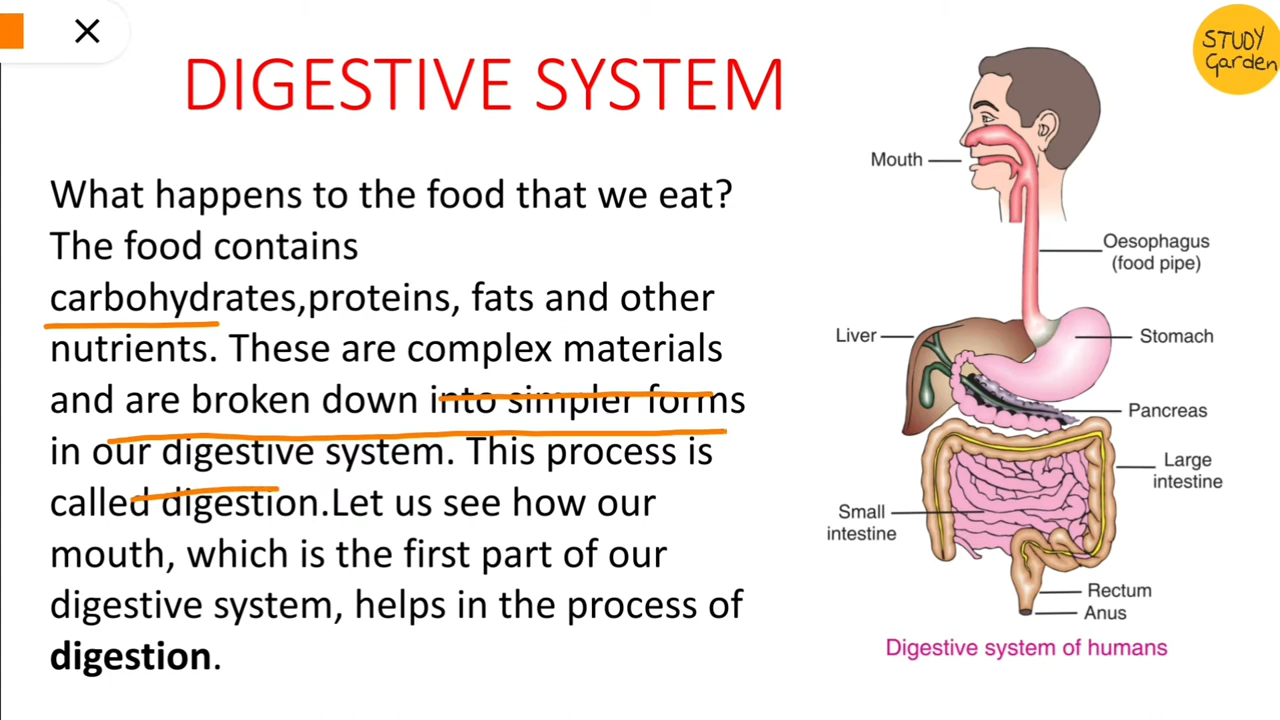 DIGESTIVE SYSTEM
What happens to the food that we eat?
The food contains
carbohydrates,proteins, fats and other
nutrients. These are complex materials
and are broken down into simpler forms
in our digestive system. This process is
called digestion.Let us see how our
mouth, which is the first part of our
digestive system, helps in the process of
digestion.
STUDY
Garden
Mouth
Oesophagus
(food pipe)
Liver
Stomach
Pancreas
Large
intestine
Small
intestine
Rectum
Anus
Digestive system of humans